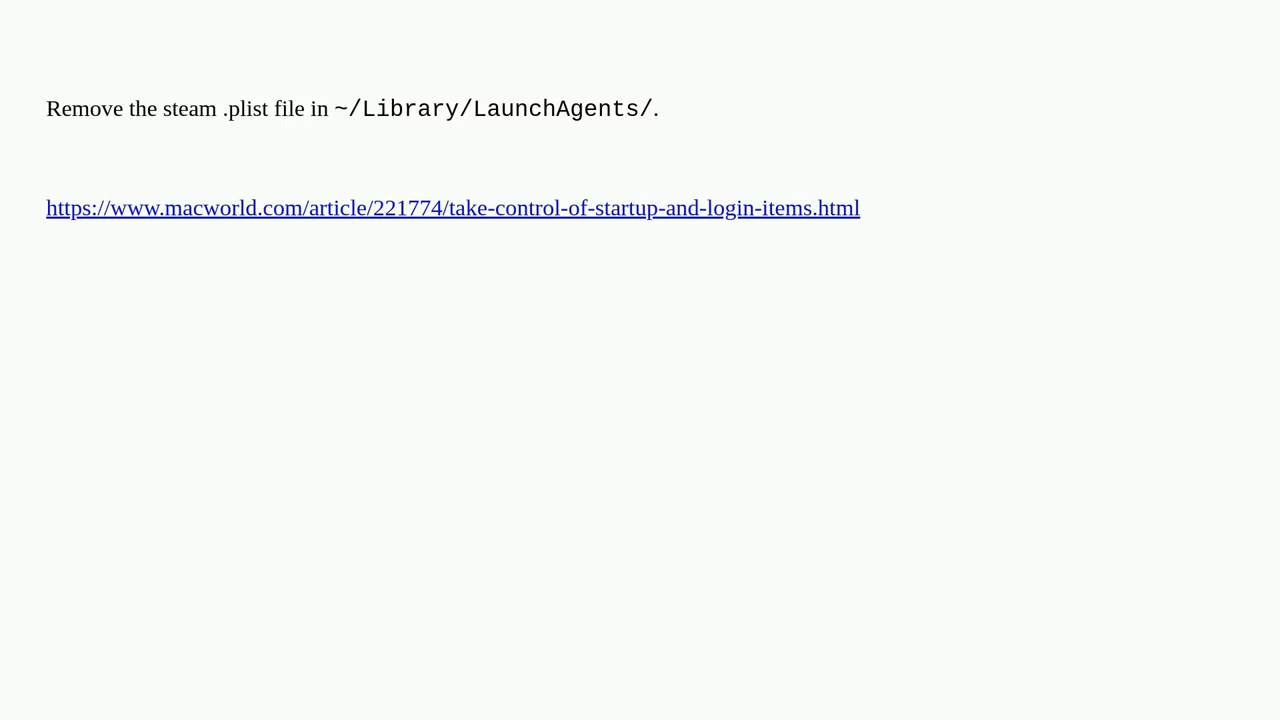 Remove the steam .plist file in ~/Library/LaunchAgents/.
https://www.macworld.com/article/221774/take-control-of-startup-and-login-items.html